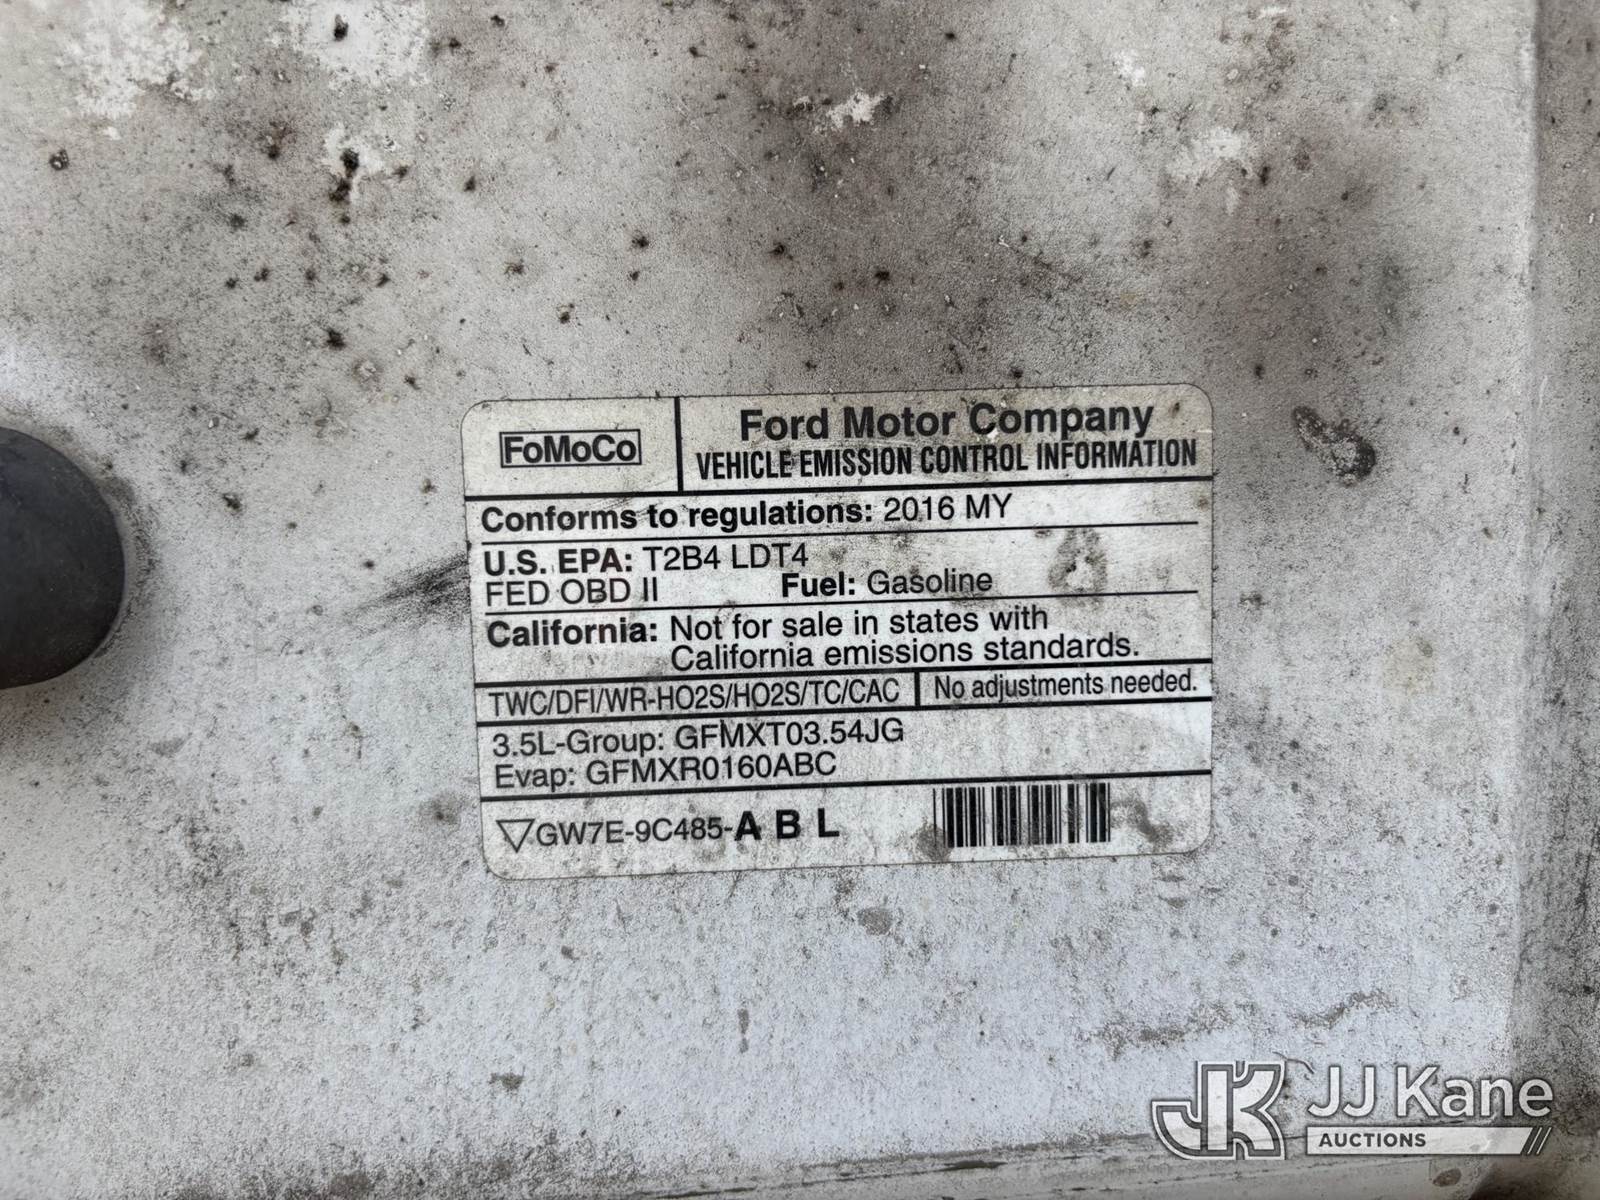 FoMoCo
Ford Motor Company
VEHICLE EMISSION CONTROL INFORMATION
Conforms to regulations: 2016 MY
U.S. EPA: T2B4 LDT4
FED OBD II Fuel: Gasoline
California: Not for sale in states with
California emissions standards.
TWC/DFI/WR-HO2S/HO2S/TC/CAC No adjustments needed.
3.5L-Group: GFMXT03.54JG
Evap: GFMXR0160ABC
GW7E-9C485-A B L
JK JJ Kane
AUCTIONS